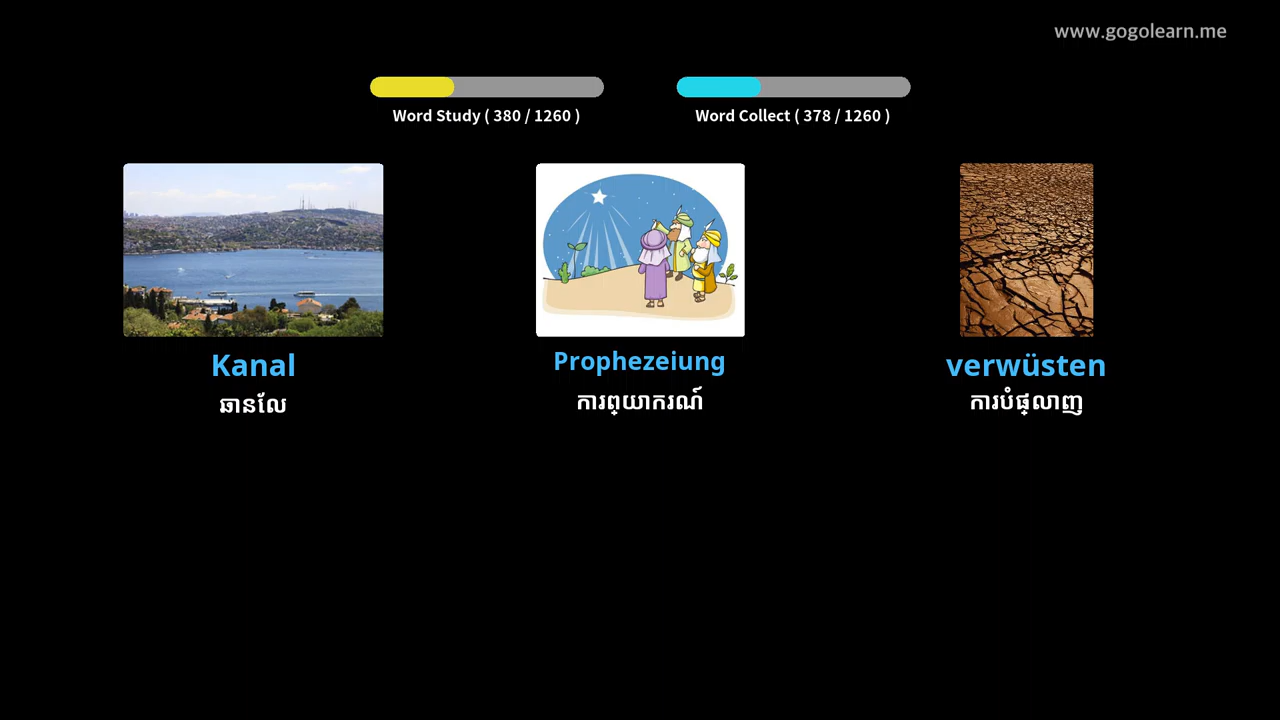 www.gogolearn.me
Word Study ( 380 / 1260 )
Word Collect ( 378 / 1260 )
Kanal
ឆានែល
Prophezeiung
ការព្យាករណ៍
verwüsten
ការបំផ្លាញ